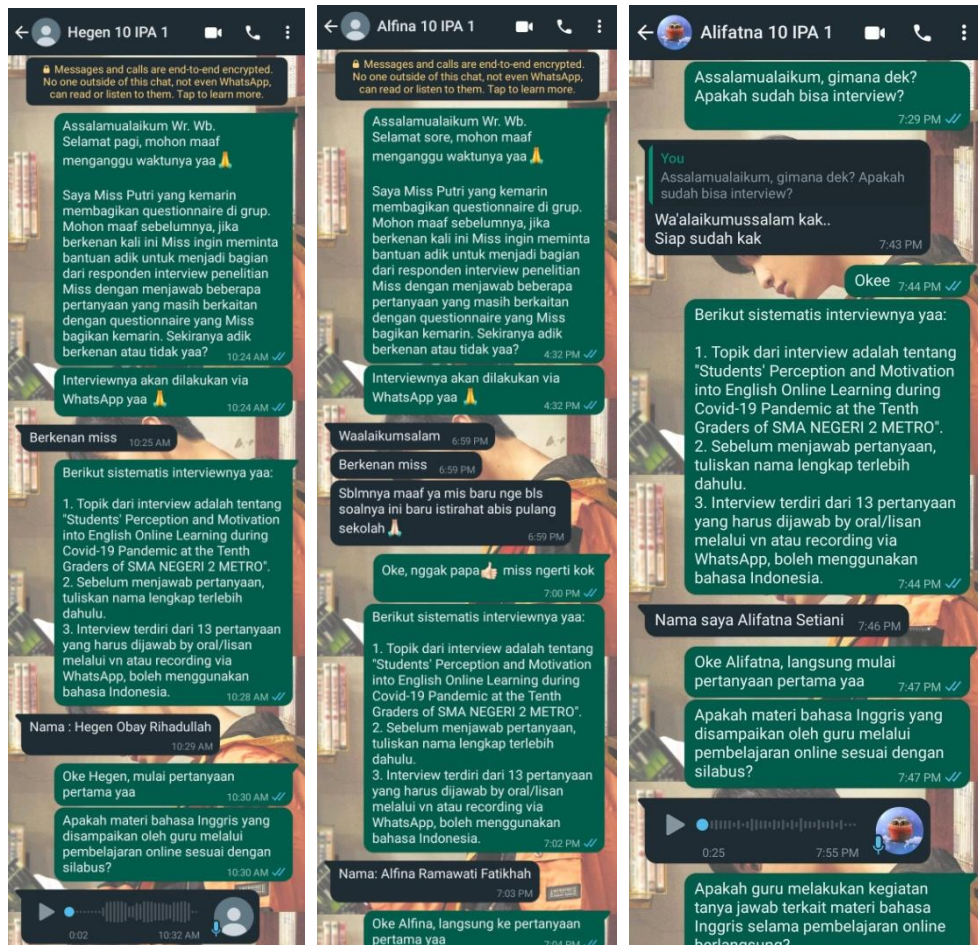 Hegen 10 IPA 1
Messages and calls are end-to-end encrypted.
No one outside of this chat, not even WhatsApp,
can read or listen to them. Tap to learn more.
Assalamualaikum Wr. Wb.
Selamat pagi, mohon maaf
menganggu waktunya yaa 🙏
Saya Miss Putri yang kemarin
membagikan questionnaire di grup.
Mohon maaf sebelumnya, jika
berkenan kali ini Miss ingin meminta
bantuan adik untuk menjadi bagian
dari responden interview penelitian
Miss dengan menjawab beberapa
pertanyaan yang masih berkaitan
dengan questionnaire yang Miss
bagikan kemarin. Sekiranya adik
berkenan atau tidak yaa?
10:24 AM
Interviewnya akan dilakukan via
WhatsApp yaa 🙏
10:24 AM
Berkenan miss
10:25 AM
Berikut sistematis interviewnya yaa:
1. Topik dari interview adalah tentang
"Students' Perception and Motivation
into English Online Learning during
Covid-19 Pandemic at the Tenth
Graders of SMA NEGERI 2 METRO".
2. Sebelum menjawab pertanyaan,
tuliskan nama lengkap terlebih
dahulu.
3. Interview terdiri dari 13 pertanyaan
yang harus dijawab by oral/lisan
melalui vn atau recording via
WhatsApp, boleh menggunakan
bahasa Indonesia.
10:28 AM
Nama : Hegen Obay Rihadullah
10:29 AM
Oke Hegen, mulai pertanyaan
pertama yaa
10:30 AM
Apakah materi bahasa Inggris yang
disampaikan oleh guru melalui
pembelajaran online sesuai dengan
silabus?
10:30 AM
0:02
10:32 AM
Alfina 10 IPA 1
Messages and calls are end-to-end encrypted.
No one outside of this chat, not even WhatsApp,
can read or listen to them. Tap to learn more.
Assalamualaikum Wr. Wb.
Selamat sore, mohon maaf
menganggu waktunya yaa 🙏
Saya Miss Putri yang kemarin
membagikan questionnaire di grup.
Mohon maaf sebelumnya, jika
berkenan kali ini Miss ingin meminta
bantuan adik untuk menjadi bagian
dari responden interview penelitian
Miss dengan menjawab beberapa
pertanyaan yang masih berkaitan
dengan questionnaire yang Miss
bagikan kemarin. Sekiranya adik
berkenan atau tidak yaa?
4:32 PM
Interviewnya akan dilakukan via
WhatsApp yaa 🙏
4:32 PM
Waalaikumsalam
6:59 PM
Berkenan miss
6:59 PM
Sblmnya maaf ya mis baru nge bls
soalnya ini baru istirahat abis pulang
sekolah🙏🏻
6:59 PM
Oke, nggak papa👍🏻 miss ngerti kok
7:00 PM
Berikut sistematis interviewnya yaa:
1. Topik dari interview adalah tentang
"Students' Perception and Motivation
into English Online Learning during
Covid-19 Pandemic at the Tenth
Graders of SMA NEGERI 2 METRO".
2. Sebelum menjawab pertanyaan,
tuliskan nama lengkap terlebih
dahulu.
3. Interview terdiri dari 13 pertanyaan
yang harus dijawab by oral/lisan
melalui vn atau recording via
WhatsApp, boleh menggunakan
bahasa Indonesia.
7:02 PM
Nama: Alfina Ramawati Fatikhah
7:03 PM
Oke Alfina, langsung ke pertanyaan
pertama yaa
7:04 PM
Alifatna 10 IPA 1
Assalamualaikum, gimana dek?
Apakah sudah bisa interview?
7:29 PM
You
Assalamualaikum, gimana dek? Apakah
sudah bisa interview?
Wa'alaikumussalam kak..
Siap sudah kak
7:43 PM
Okee
7:44 PM
Berikut sistematis interviewnya yaa:
1. Topik dari interview adalah tentang
"Students' Perception and Motivation
into English Online Learning during
Covid-19 Pandemic at the Tenth
Graders of SMA NEGERI 2 METRO".
2. Sebelum menjawab pertanyaan,
tuliskan nama lengkap terlebih
dahulu.
3. Interview terdiri dari 13 pertanyaan
yang harus dijawab by oral/lisan
melalui vn atau recording via
WhatsApp, boleh menggunakan
bahasa Indonesia.
7:44 PM
Nama saya Alifatna Setiani
7:46 PM
Oke Alifatna, langsung mulai
pertanyaan pertama yaa
7:47 PM
Apakah materi bahasa Inggris yang
disampaikan oleh guru melalui
pembelajaran online sesuai dengan
silabus?
7:47 PM
0:25
7:55 PM
Apakah guru melakukan kegiatan
tanya jawab terkait materi bahasa
Inggris selama pembelajaran online
berlangsung?